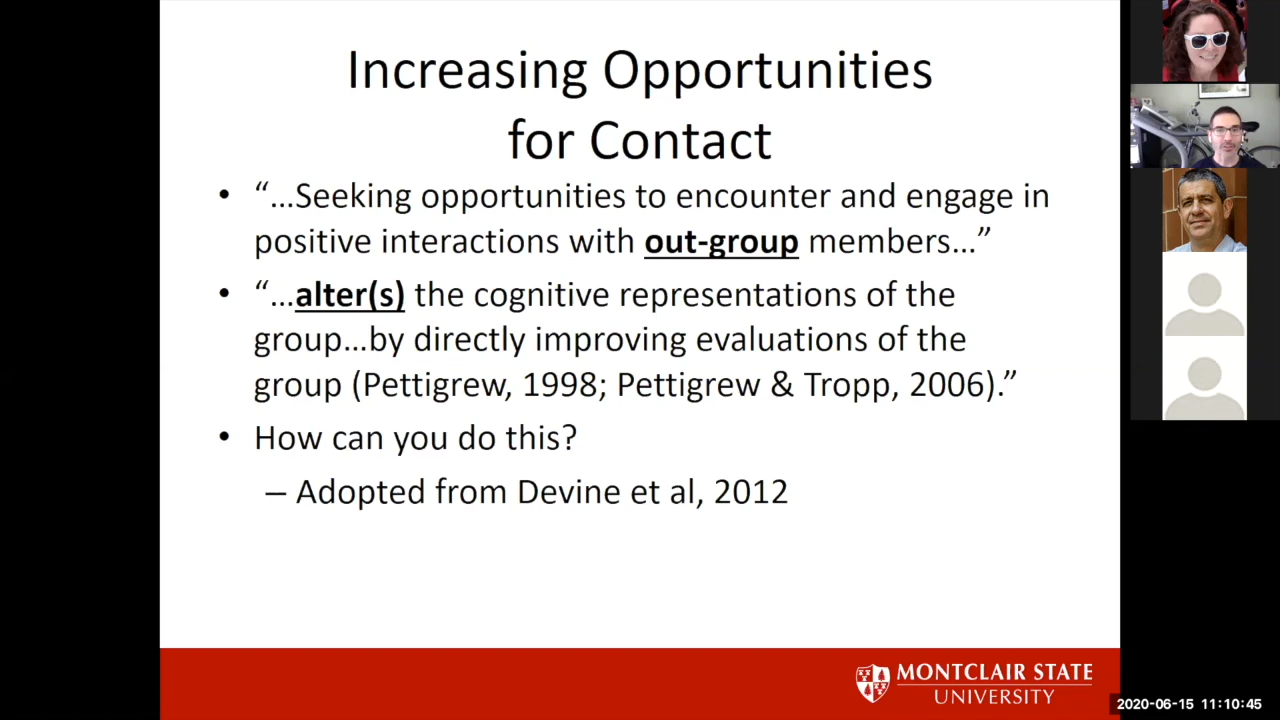 Increasing Opportunities
for Contact
• “...Seeking opportunities to encounter and engage in
positive interactions with out-group members...”
• “...alter(s) the cognitive representations of the
group...by directly improving evaluations of the
group (Pettigrew, 1998; Pettigrew & Tropp, 2006).”
• How can you do this?
– Adopted from Devine et al, 2012
MONTCLAIR STATE
UNIVERSITY
2020-06-15 11:10:45